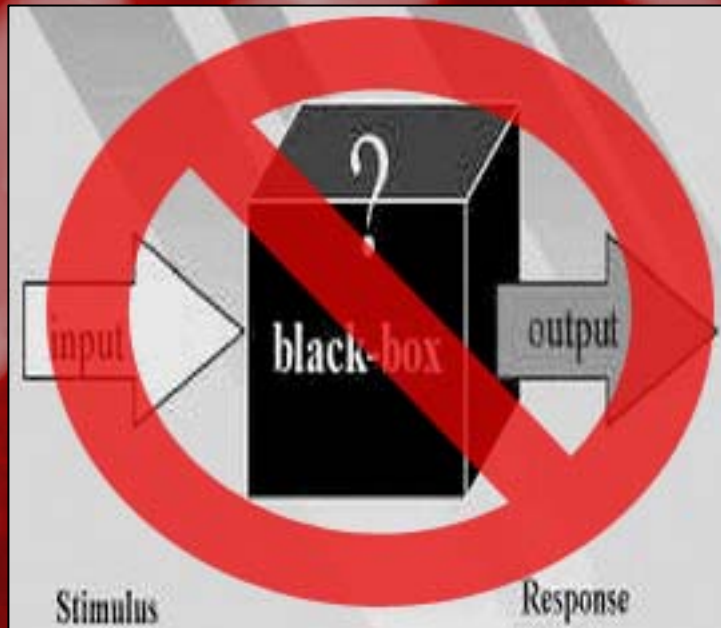 ?
input
black-box
output
Stimulus
Response